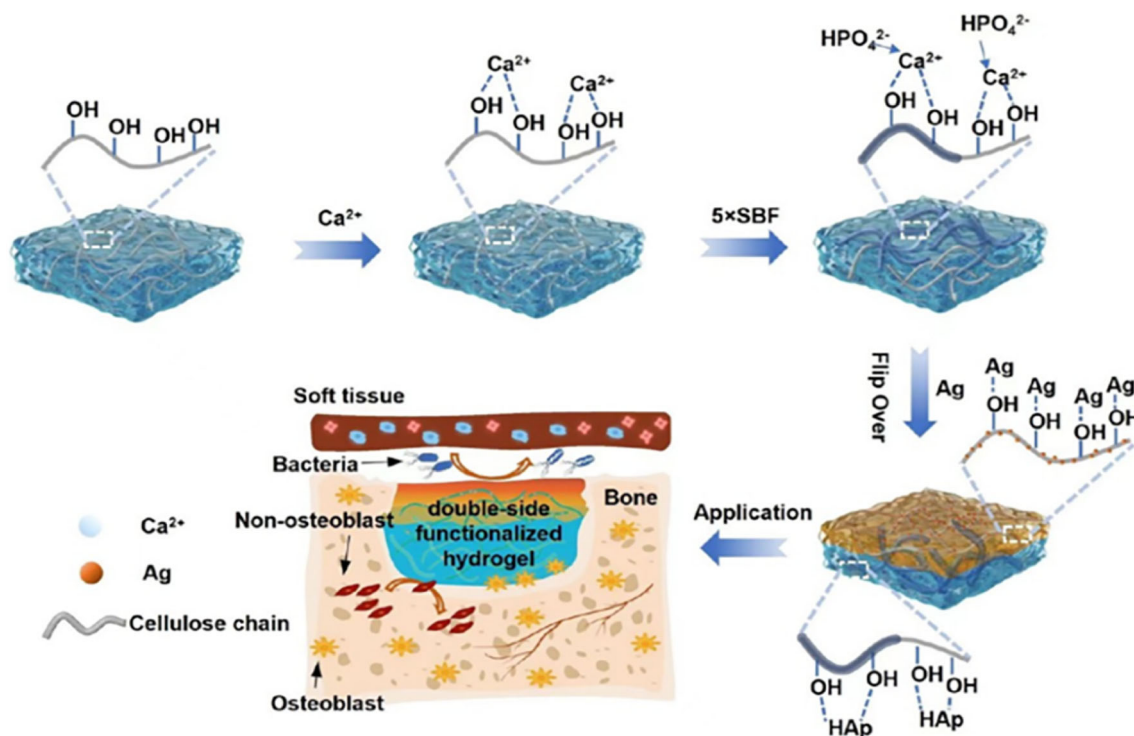 OH
OH
OH
OH
Ca²⁺
Ca²⁺
Ca²⁺
OH
OH
OH
OH
5×SBF
HPO₄²⁻
HPO₄²⁻
Ca²⁺
Ca²⁺
OH
OH
OH
OH
Flip Over
Ag
Ag
Ag
Ag
Ag
OH
OH
OH
OH
HAp
HAp
OH
OH
OH
OH
Application
Soft tissue
Bacteria
Bone
Non-osteoblast
double-side
functionalized
hydrogel
Osteoblast
Ca²⁺
Ag
Cellulose chain